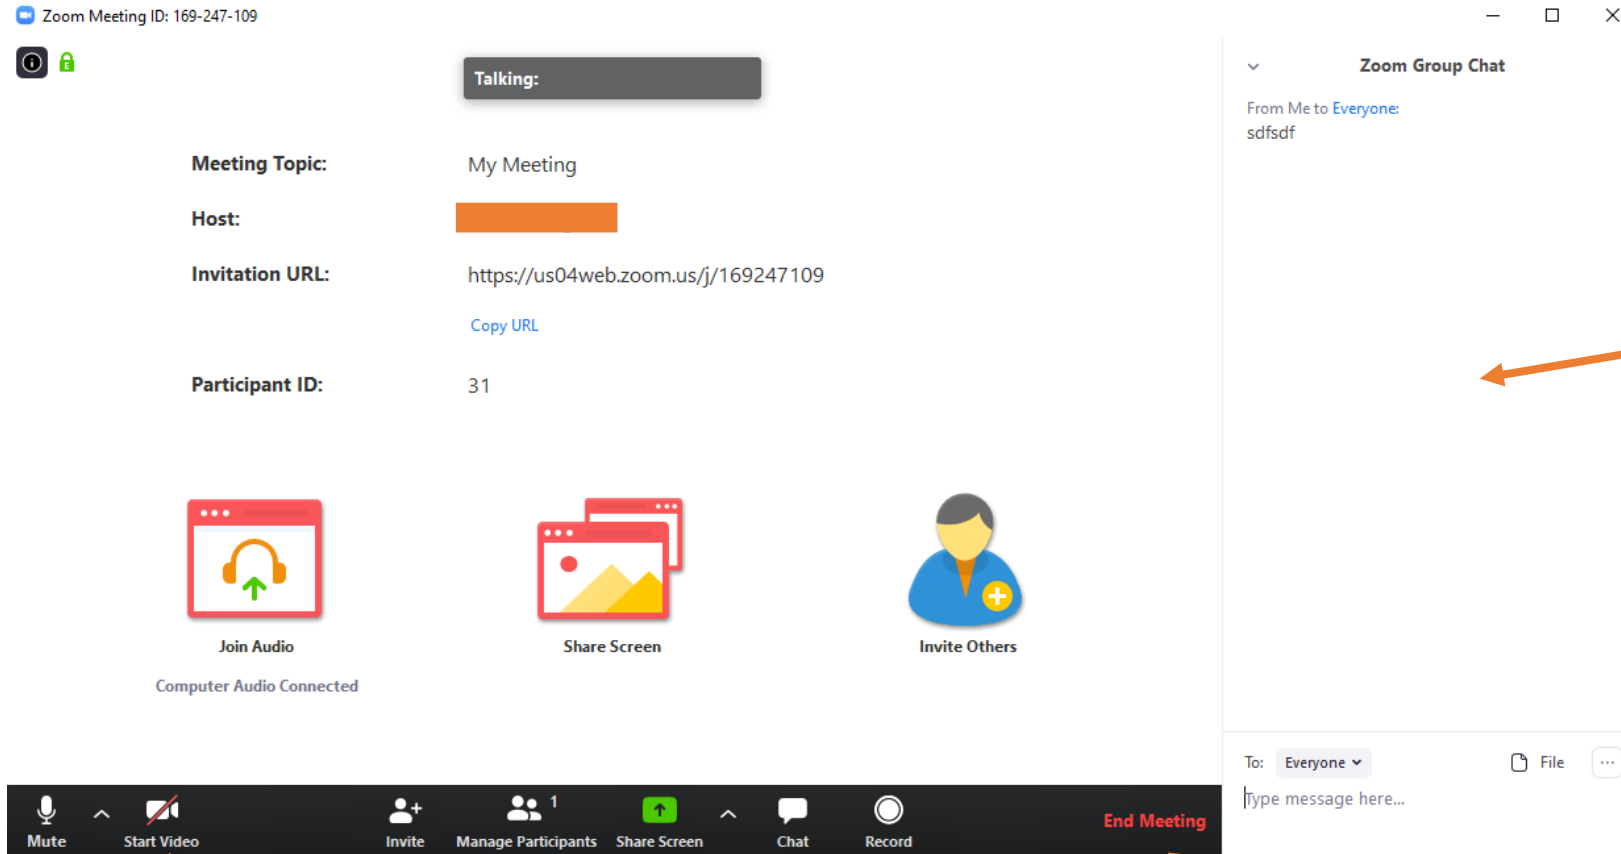 Zoom Meeting ID: 169-247-109
Talking:
Meeting Topic: My Meeting
Host:
Invitation URL: https://us04web.zoom.us/j/169247109
Copy URL
Participant ID: 31
Join Audio
Computer Audio Connected
Share Screen
Invite Others
Zoom Group Chat
From Me to Everyone:
sdfsdf
To: Everyone File ...
Type message here...
Mute Start Video Invite Manage Participants 1 Share Screen Chat Record End Meeting